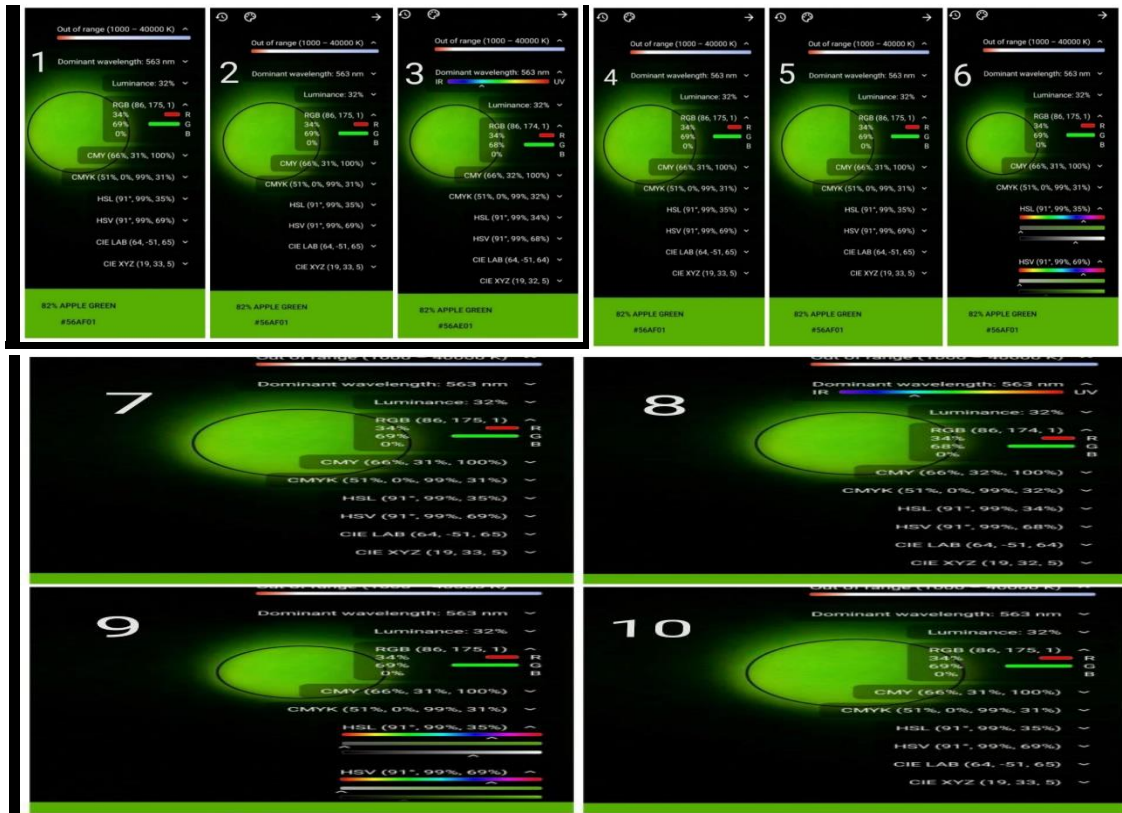 1
Out of range (1000 – 40000 K)
Dominant wavelength: 563 nm
Luminance: 32%
RGB (86, 175, 1)
34% R
69% G
0% B
CMY (66%, 31%, 100%)
CMYK (51%, 0%, 99%, 31%)
HSL (91°, 99%, 35%)
HSV (91°, 99%, 69%)
CIE LAB (64, -51, 65)
CIE XYZ (19, 33, 5)
82% APPLE GREEN
#56AF01
2
Out of range (1000 – 40000 K)
Dominant wavelength: 563 nm
Luminance: 32%
RGB (86, 175, 1)
34% R
69% G
0% B
CMY (66%, 31%, 100%)
CMYK (51%, 0%, 99%, 31%)
HSL (91°, 99%, 35%)
HSV (91°, 99%, 69%)
CIE LAB (64, -51, 65)
CIE XYZ (19, 33, 5)
82% APPLE GREEN
#56AF01
3
Out of range (1000 – 40000 K)
Dominant wavelength: 563 nm
IR UV
Luminance: 32%
RGB (86, 174, 1)
34% R
68% G
0% B
CMY (66%, 32%, 100%)
CMYK (51%, 0%, 99%, 32%)
HSL (91°, 99%, 34%)
HSV (91°, 99%, 68%)
CIE LAB (64, -51, 64)
CIE XYZ (19, 32, 5)
82% APPLE GREEN
#56AE01
4
Out of range (1000 – 40000 K)
Dominant wavelength: 563 nm
Luminance: 32%
RGB (86, 175, 1)
34% R
69% G
0% B
CMY (66%, 31%, 100%)
CMYK (51%, 0%, 99%, 31%)
HSL (91°, 99%, 35%)
HSV (91°, 99%, 69%)
CIE LAB (64, -51, 65)
CIE XYZ (19, 33, 5)
82% APPLE GREEN
#56AF01
5
Out of range (1000 – 40000 K)
Dominant wavelength: 563 nm
Luminance: 32%
RGB (86, 175, 1)
34% R
69% G
0% B
CMY (66%, 31%, 100%)
CMYK (51%, 0%, 99%, 31%)
HSL (91°, 99%, 35%)
HSV (91°, 99%, 69%)
CIE LAB (64, -51, 65)
CIE XYZ (19, 33, 5)
82% APPLE GREEN
#56AF01
6
Out of range (1000 – 40000 K)
Dominant wavelength: 563 nm
Luminance: 32%
RGB (86, 175, 1)
34% R
69% G
0% B
CMY (66%, 31%, 100%)
CMYK (51%, 0%, 99%, 31%)
HSL (91°, 99%, 35%)
HSV (91°, 99%, 69%)
82% APPLE GREEN
#56AF01
7
Out of range (1000 – 40000 K)
Dominant wavelength: 563 nm
Luminance: 32%
RGB (86, 175, 1)
34% R
69% G
0% B
CMY (66%, 31%, 100%)
CMYK (51%, 0%, 99%, 31%)
HSL (91°, 99%, 35%)
HSV (91°, 99%, 69%)
CIE LAB (64, -51, 65)
CIE XYZ (19, 33, 5)
8
Out of range (1000 – 40000 K)
Dominant wavelength: 563 nm
IR UV
Luminance: 32%
RGB (86, 174, 1)
34% R
68% G
0% B
CMY (66%, 32%, 100%)
CMYK (51%, 0%, 99%, 32%)
HSL (91°, 99%, 34%)
HSV (91°, 99%, 68%)
CIE LAB (64, -51, 64)
CIE XYZ (19, 32, 5)
9
Out of range (1000 – 40000 K)
Dominant wavelength: 563 nm
Luminance: 32%
RGB (86, 175, 1)
34% R
69% G
0% B
CMY (66%, 31%, 100%)
CMYK (51%, 0%, 99%, 31%)
HSL (91°, 99%, 35%)
HSV (91°, 99%, 69%)
10
Out of range (1000 – 40000 K)
Dominant wavelength: 563 nm
Luminance: 32%
RGB (86, 175, 1)
34% R
69% G
0% B
CMY (66%, 31%, 100%)
CMYK (51%, 0%, 99%, 31%)
HSL (91°, 99%, 35%)
HSV (91°, 99%, 69%)
CIE LAB (64, -51, 65)
CIE XYZ (19, 33, 5)